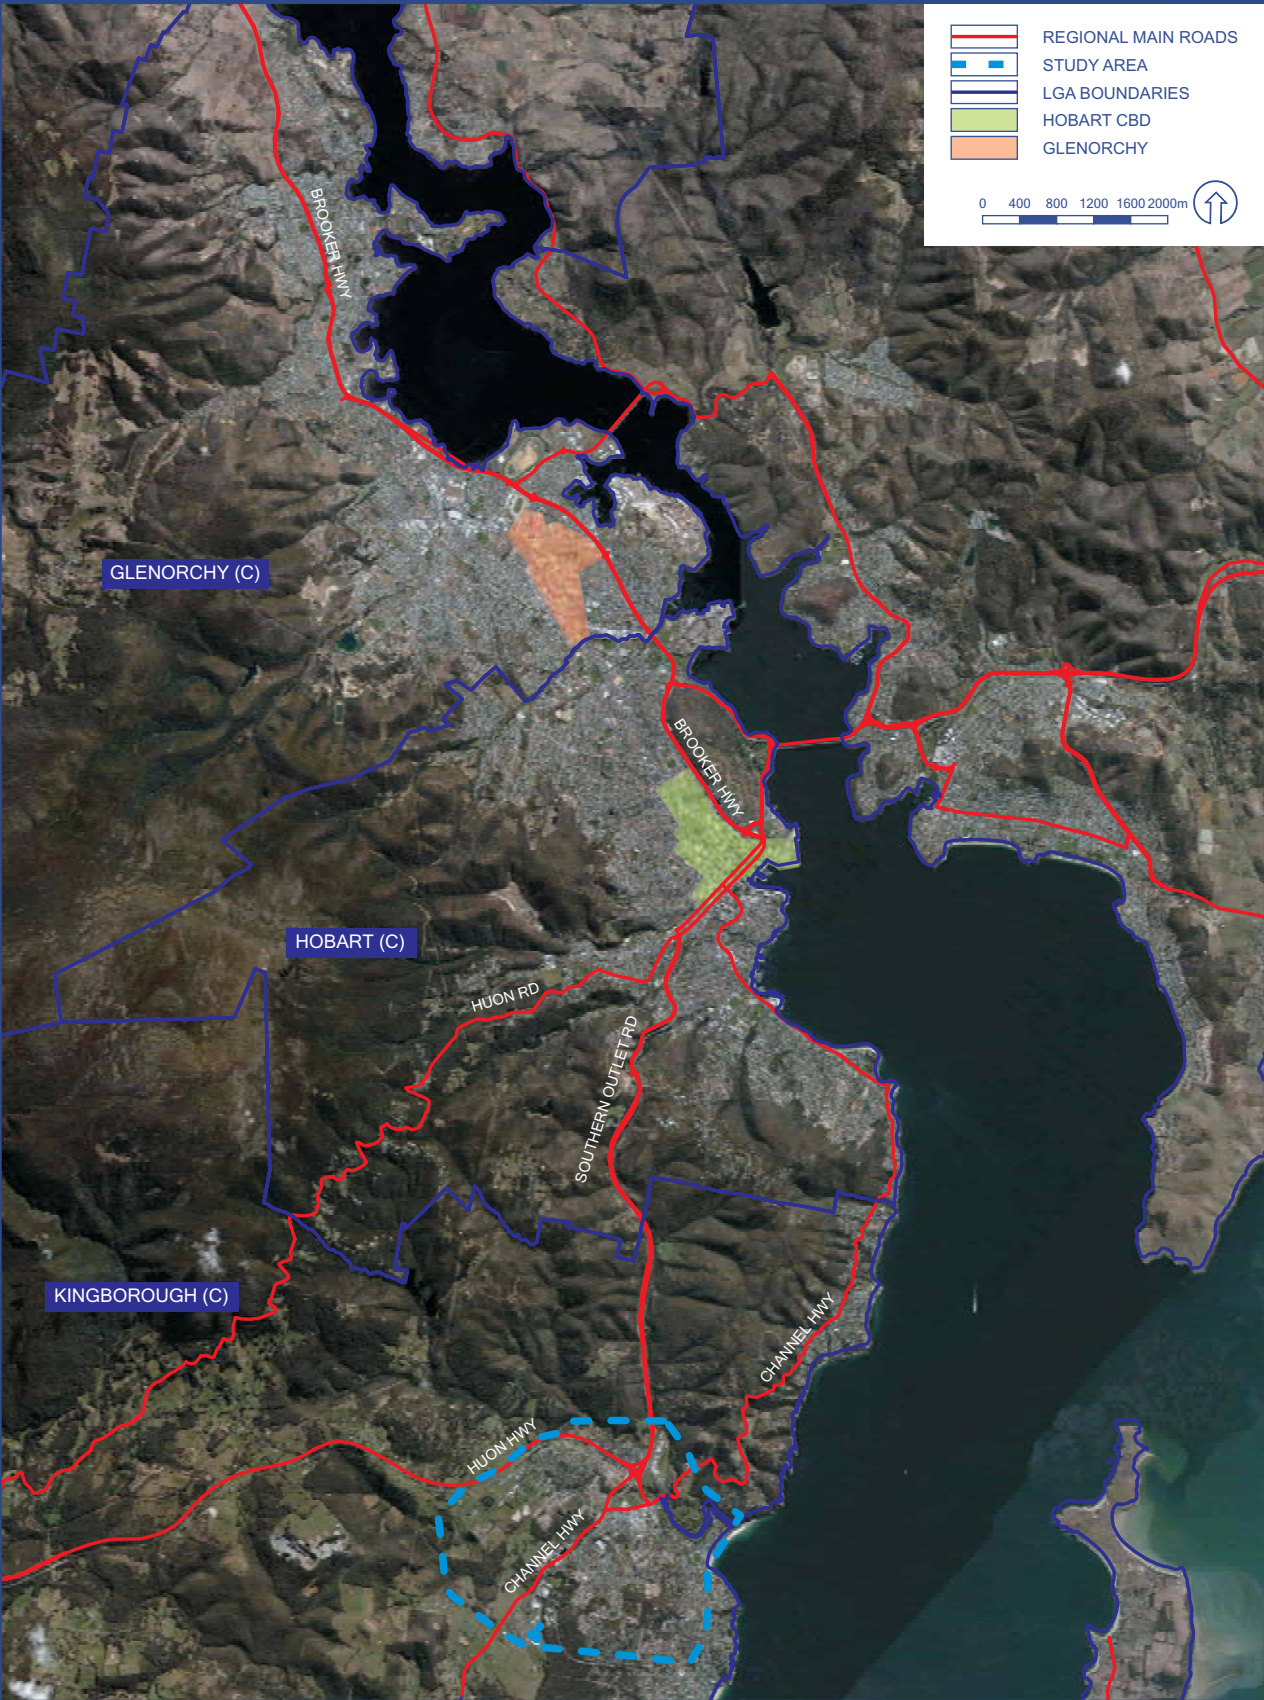 REGIONAL MAIN ROADS
STUDY AREA
LGA BOUNDARIES
HOBART CBD
GLENORCHY
0 400 800 1200 1600 2000m
BROOKER HWY
GLENORCHY (C)
BROOKER HWY
HOBART (C)
HUON RD
SOUTHERN OUTLET RD
KINGBOROUGH (C)
CHANNEL HWY
HUON HWY
CHANNEL HWY